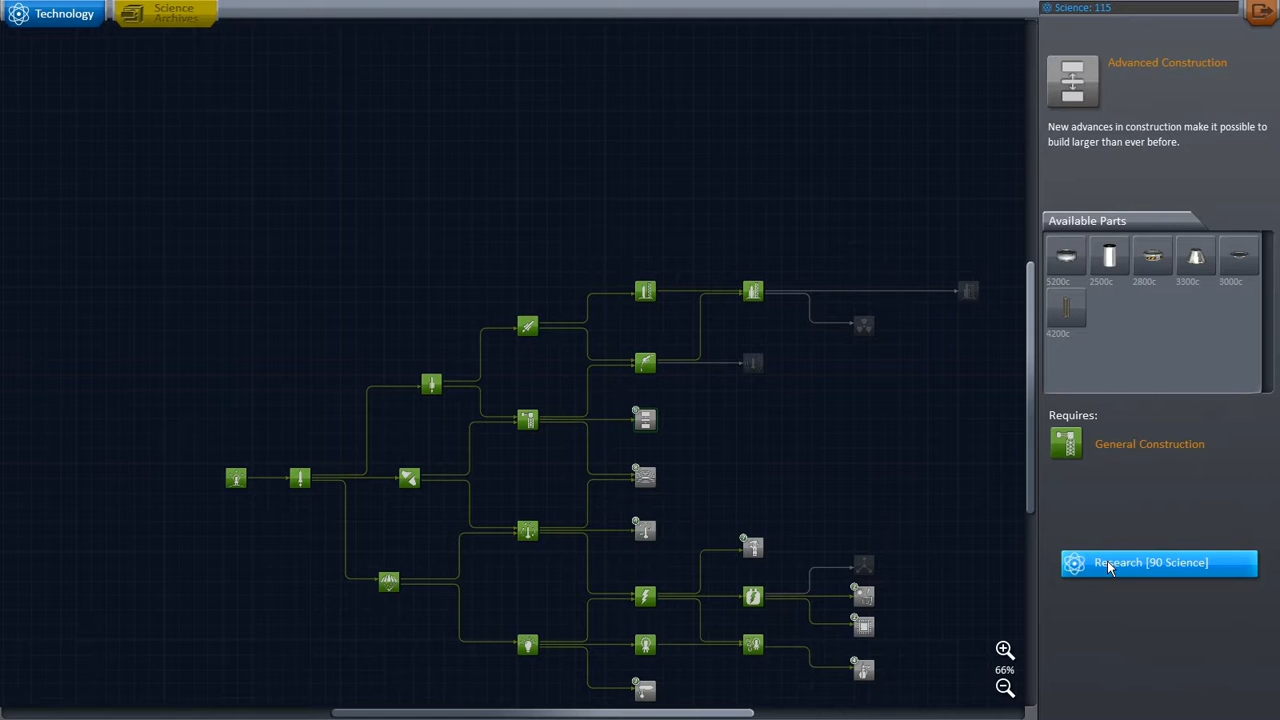 Technology
Science
Archives
Science: 115
Advanced Construction
New advances in construction make it possible to
build larger than ever before.
Available Parts
5200c 2500c 2800c 3300c 3000c
4200c
Requires:
General Construction
Research [90 Science]
66%